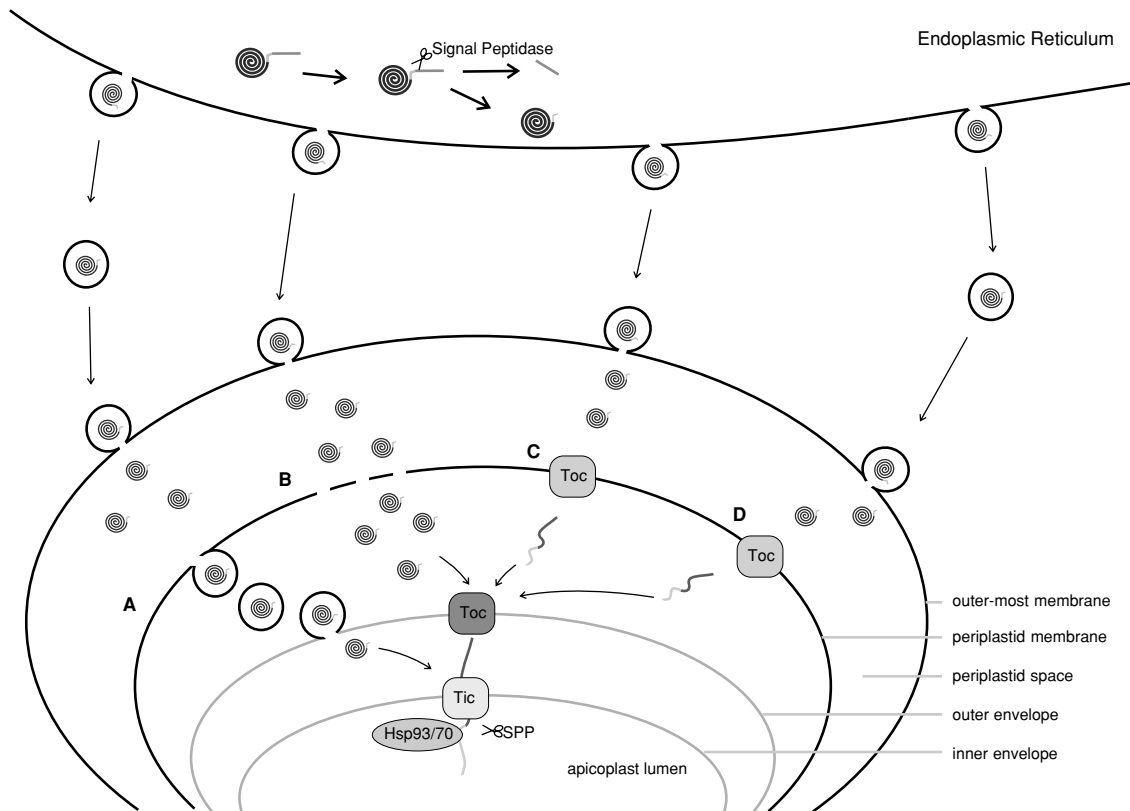 Endoplasmic Reticulum
Signal Peptidase
C
Toc
B
D
Toc
A
Toc
Tic
Hsp93/70
SPP
apicoplast lumen
outer-most membrane
periplastid membrane
periplastid space
outer envelope
inner envelope